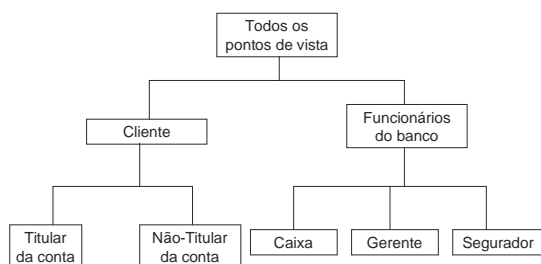 Todos os
pontos de vista
Cliente
Funcionários
do banco
Titular
da conta
Não-Titular
da conta
Caixa
Gerente
Segurador